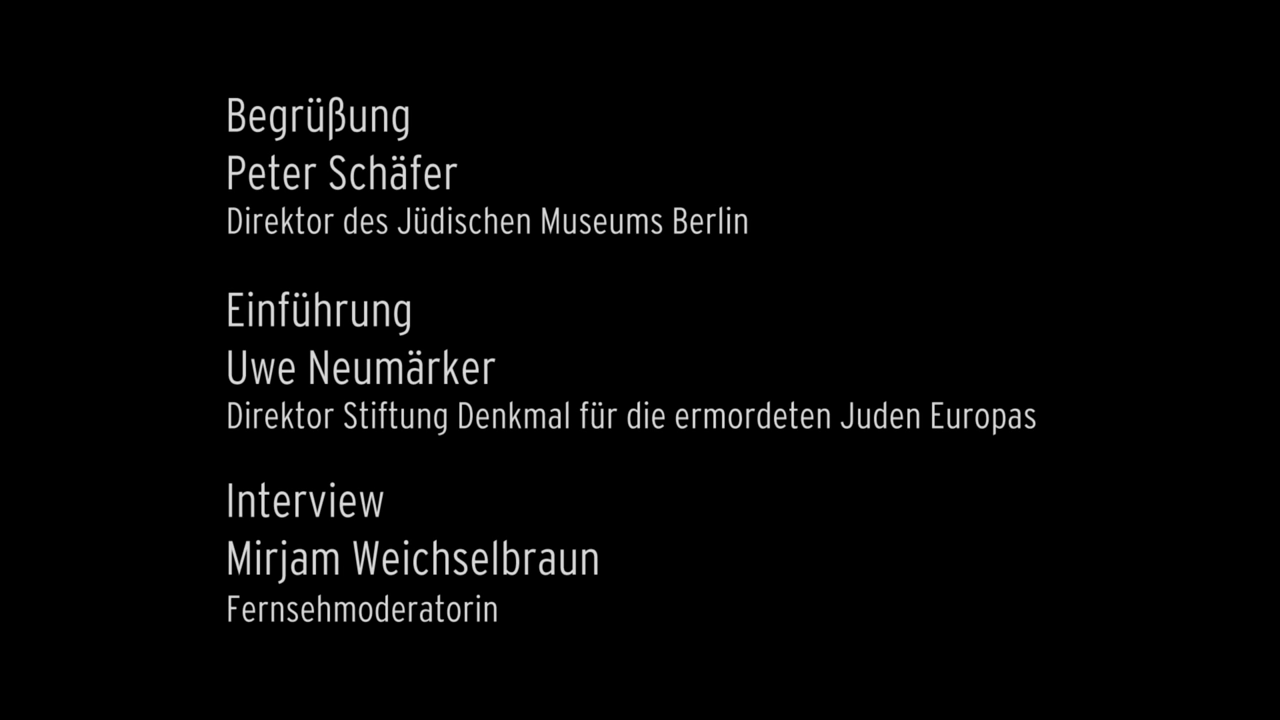 Begrüßung
Peter Schäfer
Direktor des Jüdischen Museums Berlin
Einführung
Uwe Neumärker
Direktor Stiftung Denkmal für die ermordeten Juden Europas
Interview
Mirjam Weichselbraun
Fernsehmoderatorin